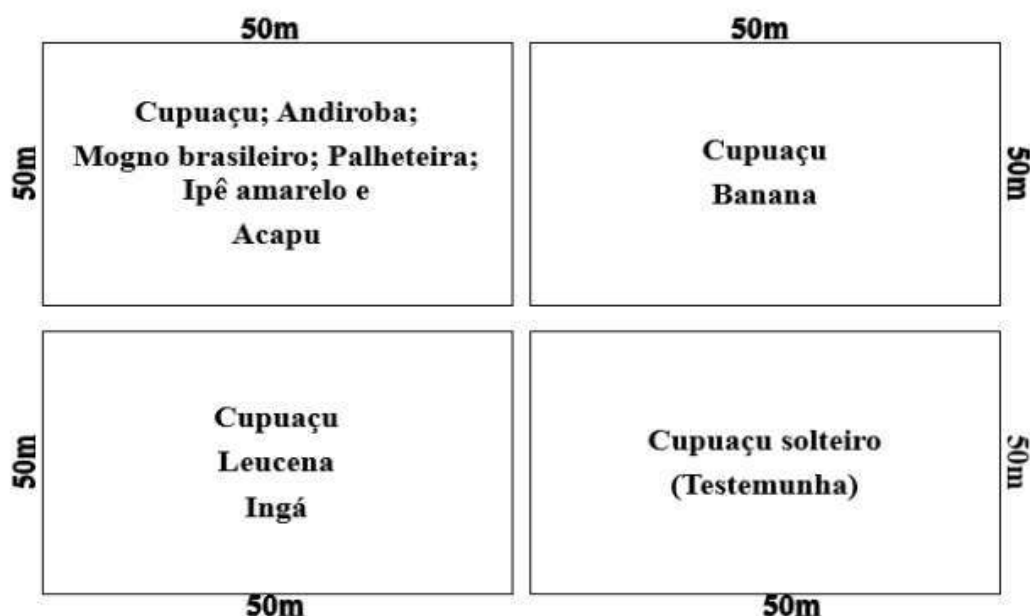 50m
50m
50m
Cupuaçu; Andiroba;
Mogno brasileiro; Palheteira;
Ipê amarelo e
Acapu
Cupuaçu
Banana
50m
50m
Cupuaçu
Leucena
Ingá
Cupuaçu solteiro
(Testemunha)
50m
50m
50m